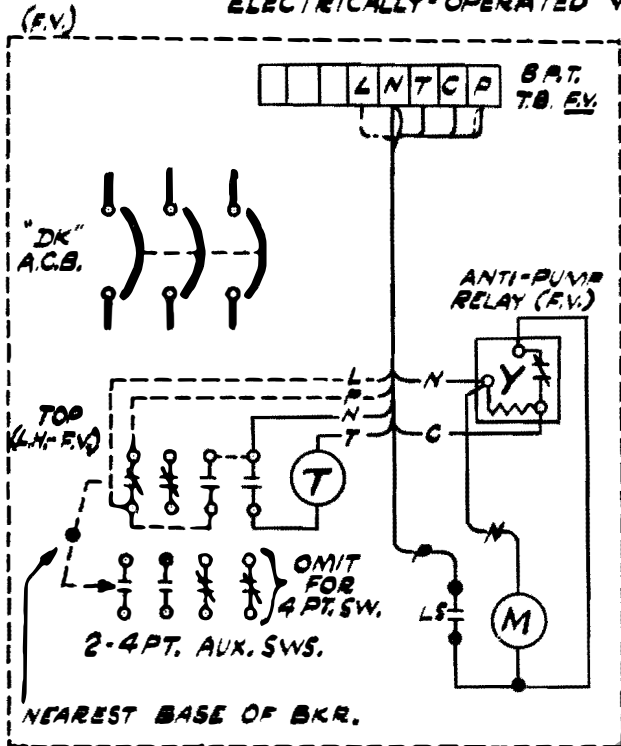 (F.V.)
ELECTRICALLY-OPERATED
L N T C P
8 PT.
T.B. F.V.
"DK"
A.C.B.
ANTI-PUMP
RELAY (F.V.)
Y
L
P
N
T
N
C
TOP
(L.H.-F.V.)
T
P
N
OMIT
FOR
4 PT. SW.
LS
M
2-4 PT. AUX. SWS.
NEAREST BASE OF BKR.